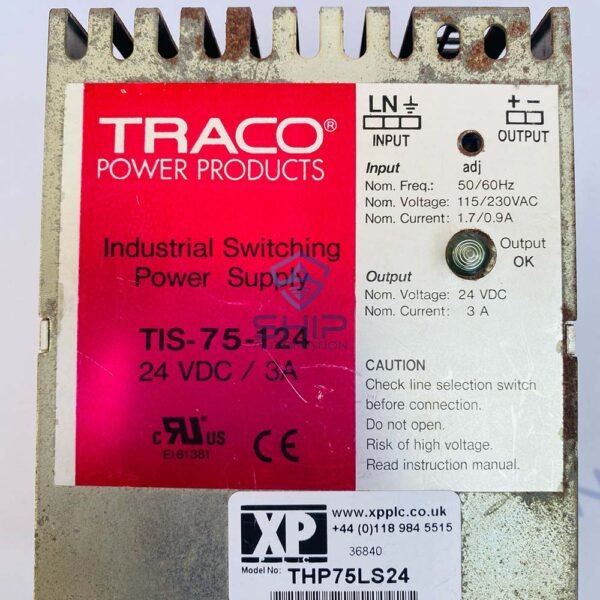 TRACO®
POWER PRODUCTS
Industrial Switching
Power Supply
TIS-75-124
24 VDC / 3A
c RU US
E181381
CE
LN
INPUT
+ -
OUTPUT
adj
Input
Nom. Freq.: 50/60Hz
Nom. Voltage: 115/230VAC
Nom. Current: 1.7/0.9A
Output
OK
Output
Nom. Voltage: 24 VDC
Nom. Current: 3 A
CAUTION
Check line selection switch
before connection.
Do not open.
Risk of high voltage.
Read instruction manual.
SHIP
XP
www.xpplc.co.uk
+44 (0)118 984 5515
36840
Model No: THP75LS24